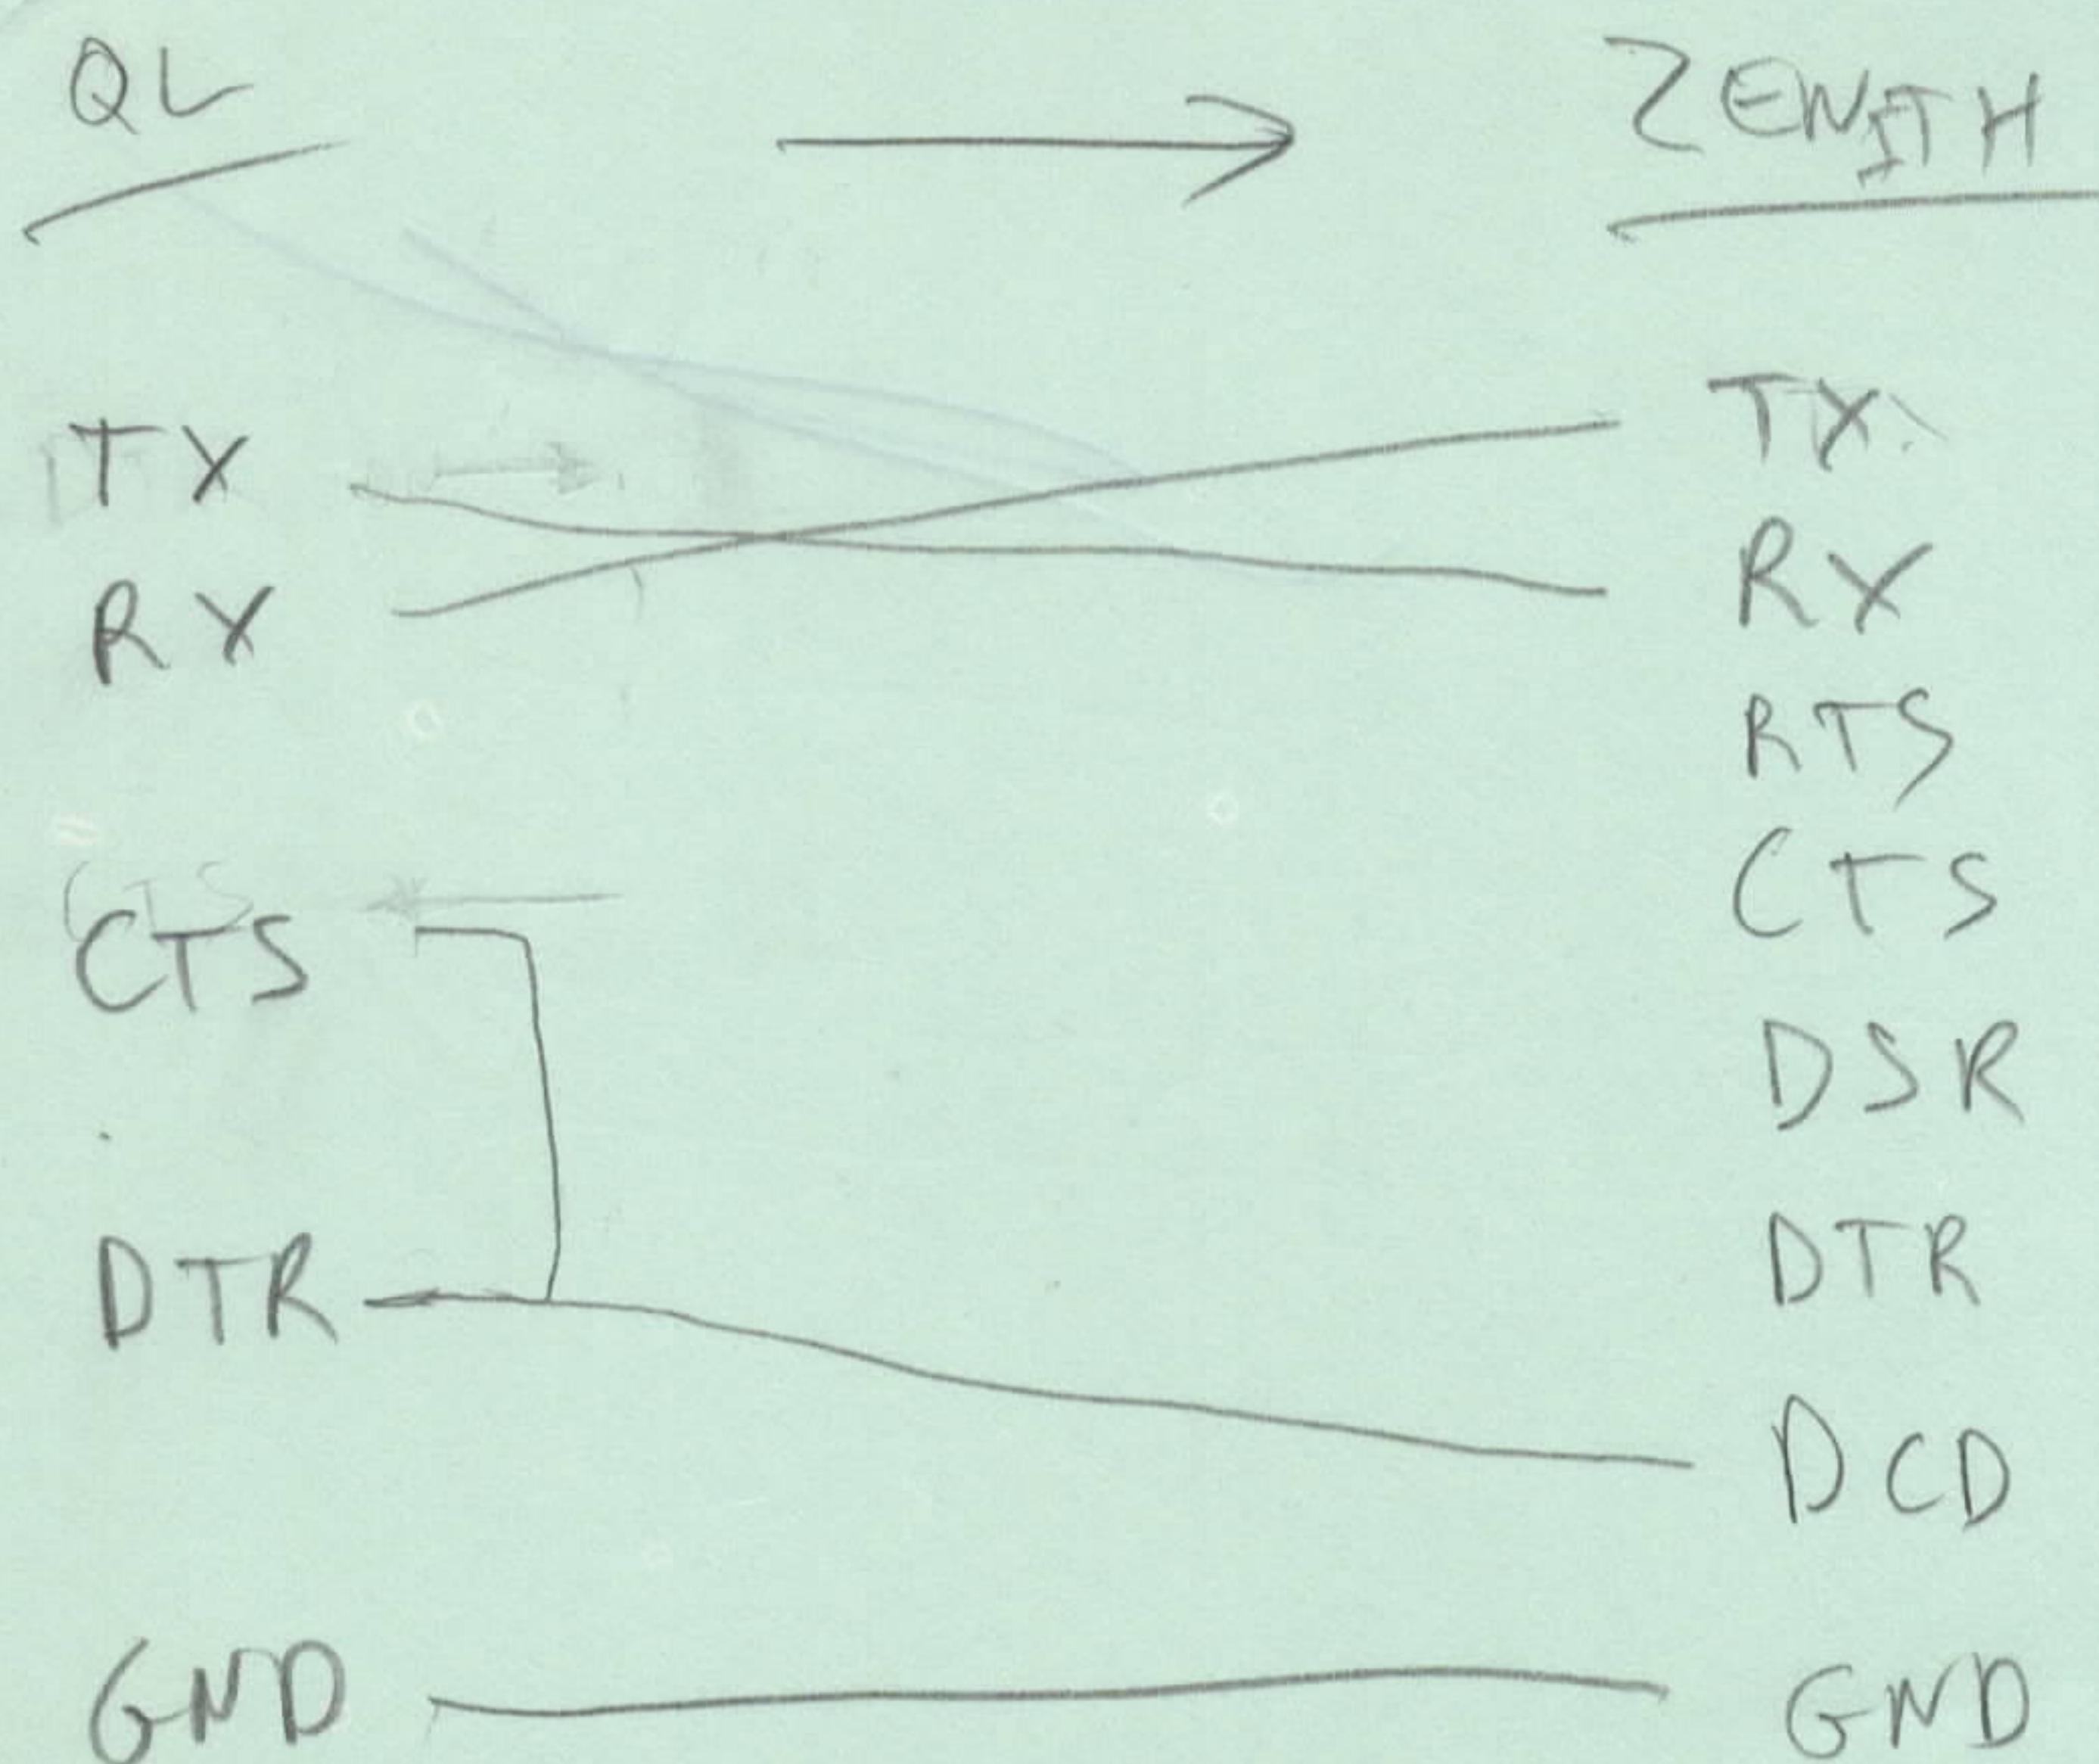 QL ZENITH
TX TX
RX RX
RTS
CTS CTS
DSR
DTR DTR
DCD
GND GND